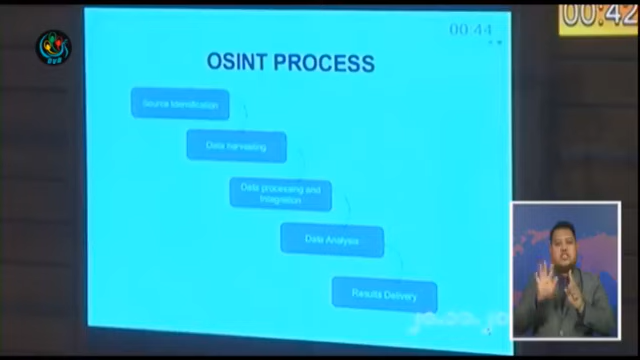 00:44
00:42
OSINT PROCESS
Source Identification
Data harvesting
Data processing and
Integration
Data Analysis
Results Delivery